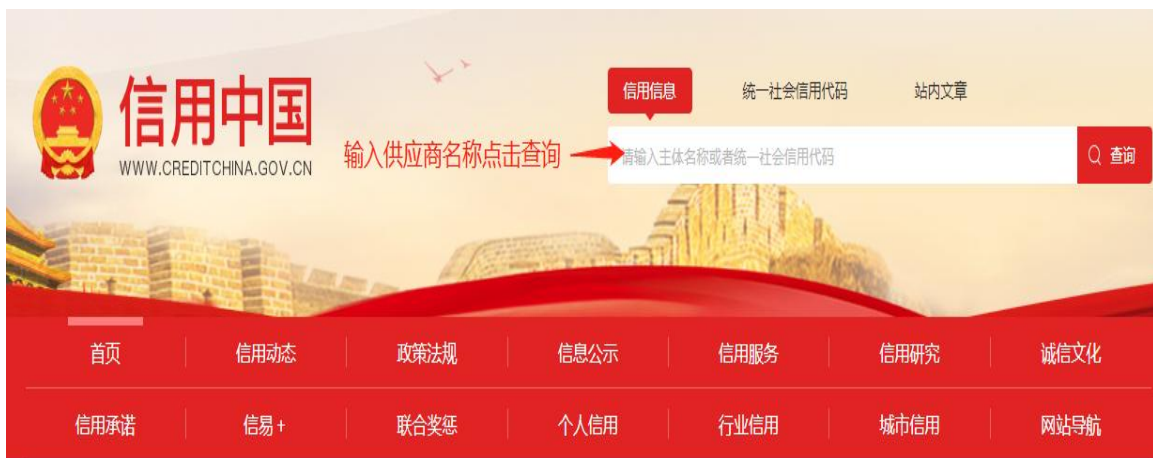 信用信息 统一社会信用代码 站内文章
信用中国
WWW.CREDITCHINA.GOV.CN
输入供应商名称点击查询
请输入主体名称或者统一社会信用代码
查询
首页 信用动态 政策法规 信息公示 信用服务 信用研究 诚信文化
信用承诺 信易+ 联合奖惩 个人信用 行业信用 城市信用 网站导航